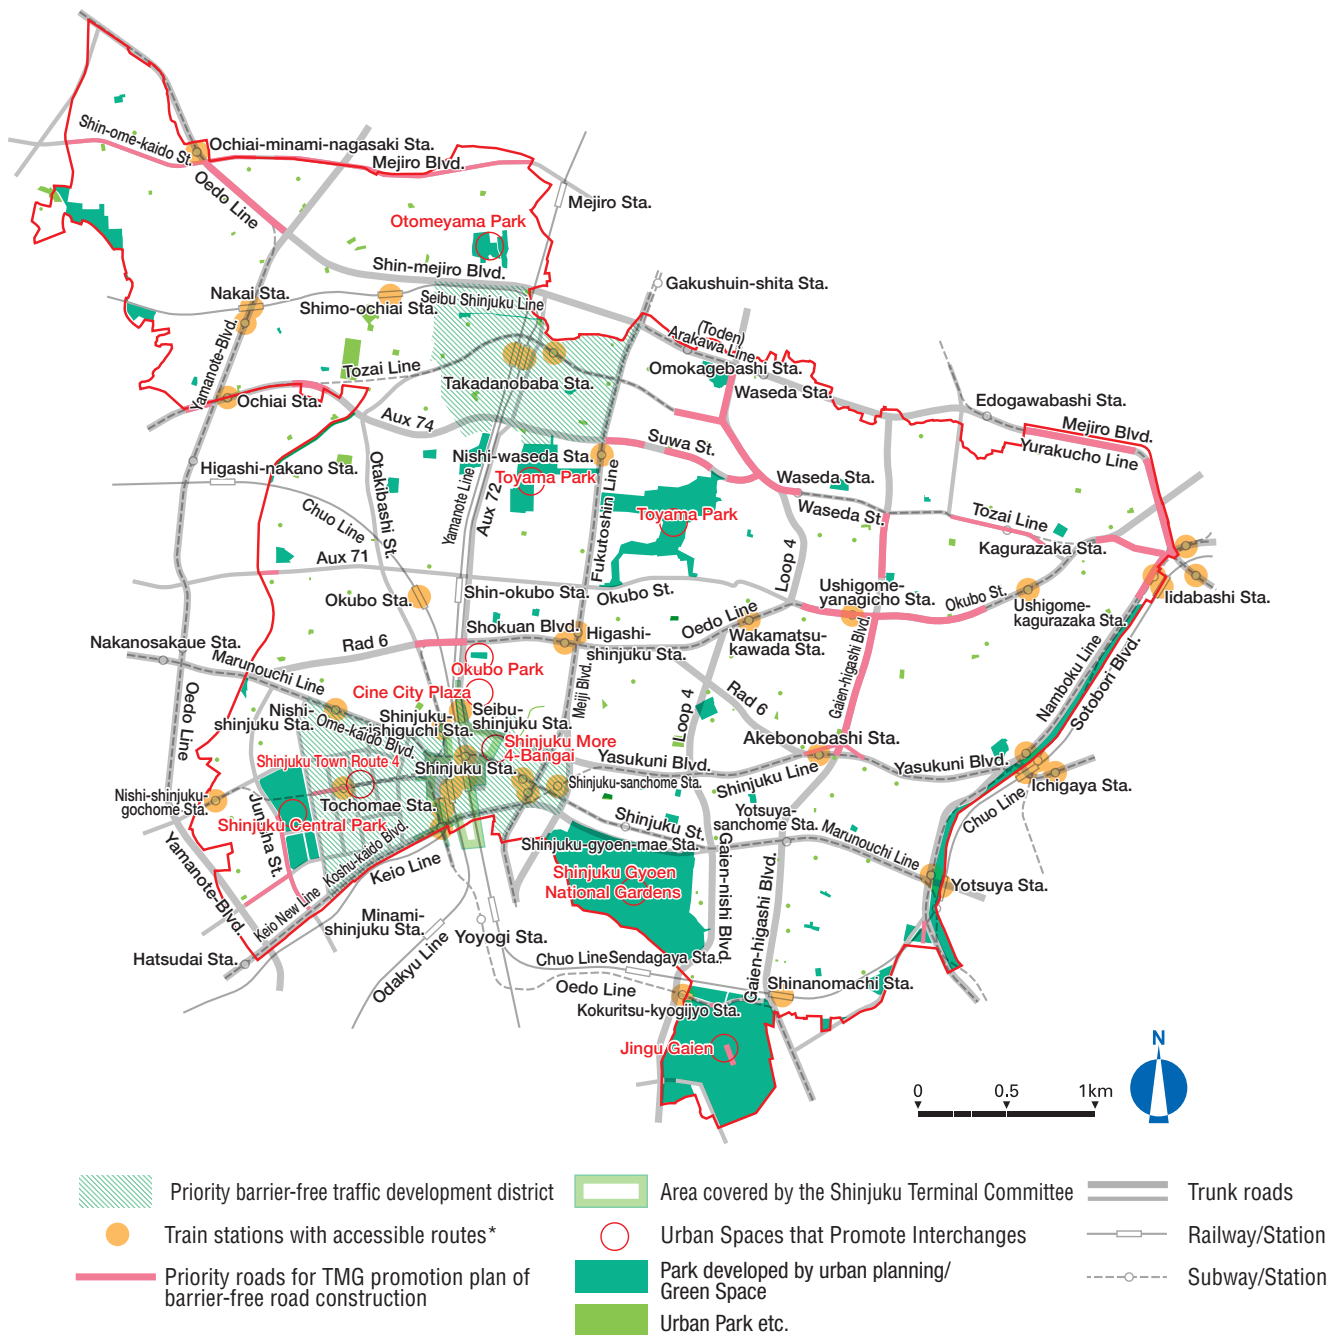 Shin-ome-kaido St.
Ochiai-minami-nagasaki Sta.
Mejiro Blvd.
Oedo Line
Mejiro Sta.
Otomeyama Park
Shin-mejiro Blvd.
Gakushuin-shita Sta.
Nakai Sta.
Shimo-ochiai Sta.
Seibu Shinjuku Line
(Toden)
Arakawa Line
Yamanote-Blvd.
Tozai Line
Omokagebashi Sta.
Takadanobaba Sta.
Waseda Sta.
Ochiai Sta.
Edogawabashi Sta.
Aux 74
Mejiro Blvd.
Suwa St.
Yurakucho Line
Nishi-waseda Sta.
Higashi-nakano Sta.
Otakibashi St.
Toyama Park
Waseda Sta.
Yamanote Line
Aux 72
Fukutoshin Line
Toyama Park
Waseda St.
Tozai Line
Chuo Line
Kagurazaka Sta.
Aux 71
Loop 4
Okubo Sta.
Shin-okubo Sta.
Okubo St.
Ushigome-
yanagicho Sta.
Okubo St.
Ushigome-
kagurazaka Sta.
Iidabashi Sta.
Oedo Line
Shokuan Blvd.
Higashi-
shinjuku Sta.
Wakamatsu-
kawada Sta.
Nakanosakaue Sta.
Rad 6
Marunouchi Line
Okubo Park
Gaien-higashi Blvd.
Namboku Line
Sotobori Blvd.
Oedo Line
Cine City Plaza
Meiji Blvd.
Loop 4
Rad 6
Nishi-
shinjuku Sta.
Ome-kaido Blvd.
Shinjuku-
nishiguchi Sta.
Seibu-
shinjuku Sta.
Shinjuku More
4-Bangai
Akebonobashi Sta.
Yasukuni Blvd.
Shinjuku Line
Yasukuni Blvd.
Shinjuku Town Route 4
Shinjuku Sta.
Shinjuku-sanchome Sta.
Ichigaya Sta.
Nishi-shinjuku-
gochome Sta.
Tochomae Sta.
Chuo Line
Shinjuku Central Park
Shinjuku St.
Yotsuya-
sanchome Sta.
Marunouchi Line
Yamanote-Blvd.
Koshu-kaido Blvd.
Keio Line
Shinjuku-gyoen-mae Sta.
Shinjuku Gyoen
National Gardens
Gaien-nishi Blvd.
Gaien-higashi Blvd.
Yotsuya Sta.
Keio New Line
Minami-
shinjuku Sta.
Yoyogi Sta.
Hatsudai Sta.
Odakyu Line
Chuo Line
Sendagaya Sta.
Oedo Line
Kokuritsu-kyogijyo Sta.
Shinanomachi Sta.
Jingu Gaien
N
0 0.5 1km
Priority barrier-free traffic development district
Train stations with accessible routes*
Priority roads for TMG promotion plan of
barrier-free road construction
Area covered by the Shinjuku Terminal Committee
Urban Spaces that Promote Interchanges
Park developed by urban planning/
Green Space
Urban Park etc.
Trunk roads
Railway/Station
Subway/Station